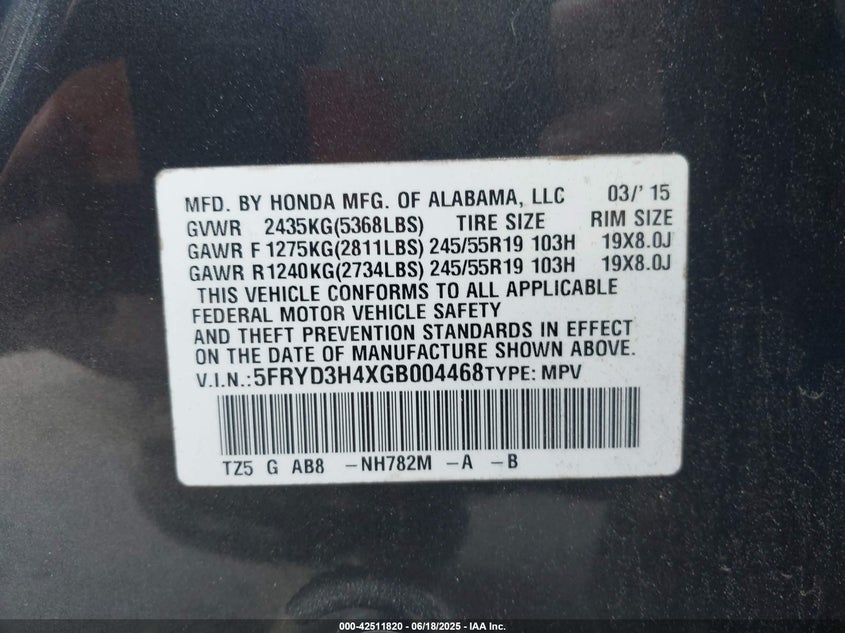 MFD. BY HONDA MFG. OF ALABAMA, LLC 03/' 15
GVWR 2435KG(5368LBS) TIRE SIZE RIM SIZE
GAWR F 1275KG(2811LBS) 245/55R19 103H 19X8.0J
GAWR R1240KG(2734LBS) 245/55R19 103H 19X8.0J
THIS VEHICLE CONFORMS TO ALL APPLICABLE
FEDERAL MOTOR VEHICLE SAFETY
AND THEFT PREVENTION STANDARDS IN EFFECT
ON THE DATE OF MANUFACTURE SHOWN ABOVE.
V.I.N.:5FRYD3H4XGB004468TYPE: MPV
TZ5 G AB8 -NH782M -A -B
000-42511820 - 06/18/2025 - IAA Inc.